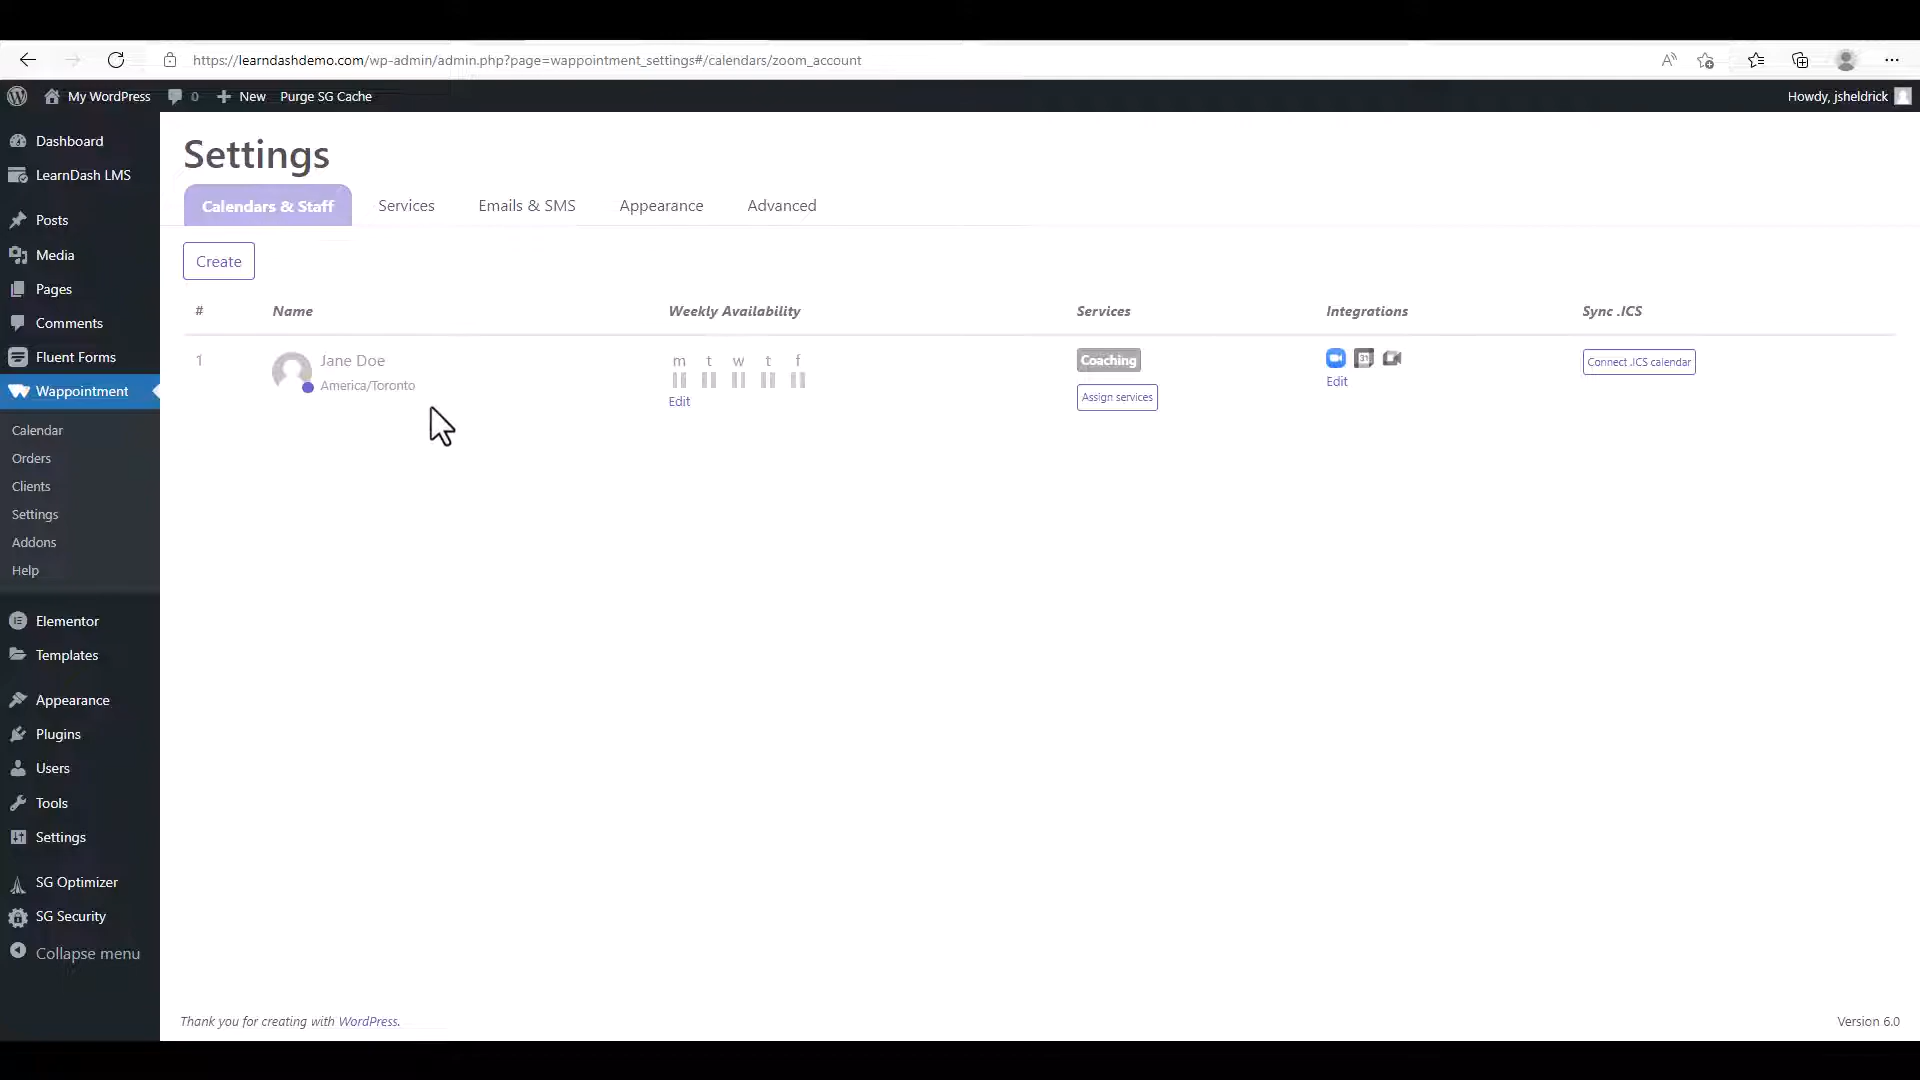 https://learndashdemo.com/wp-admin/admin.php?page=wappointment_settings#/calendars/zoom_account
My WordPress 0 New Purge SG Cache
Howdy, jsheldrick
Dashboard
LearnDash LMS
Posts
Media
Pages
Comments
Fluent Forms
Wappointment
Calendar
Orders
Clients
Settings
Addons
Help
Elementor
Templates
Appearance
Plugins
Users
Tools
Settings
SG Optimizer
SG Security
Collapse menu
Settings
Calendars & Staff Services Emails & SMS Appearance Advanced
Create
# Name Weekly Availability Services Integrations Sync .ICS
1 Jane Doe m t w t f Coaching 31 Connect .ICS calendar
America/Toronto Edit Assign services Edit
Thank you for creating with WordPress.
Version 6.0